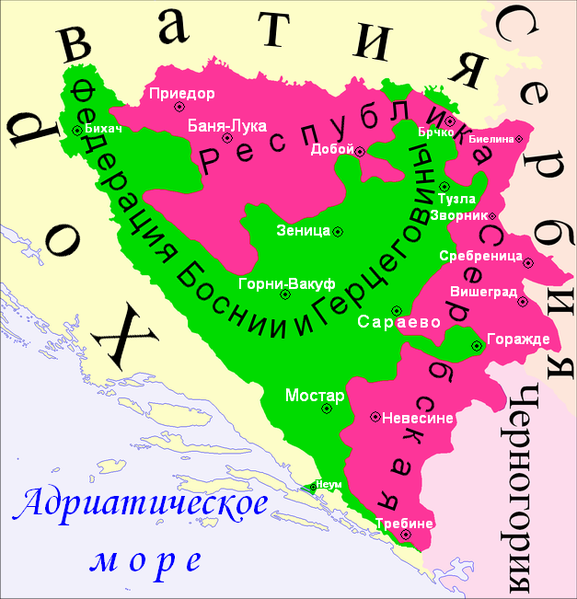 Хорватия
Сербия
Черногория
Федерация Боснии и Герцеговины
Республика Сербская
Приедор
Бихач
Баня-Лука
Добой
Брчко
Биелина
Тузла
Зворник
Зеница
Сребреница
Горни-Вакуф
Вишеград
Сараево
Горажде
Мостар
Невесине
Неум
Требине
Адриатическое
море